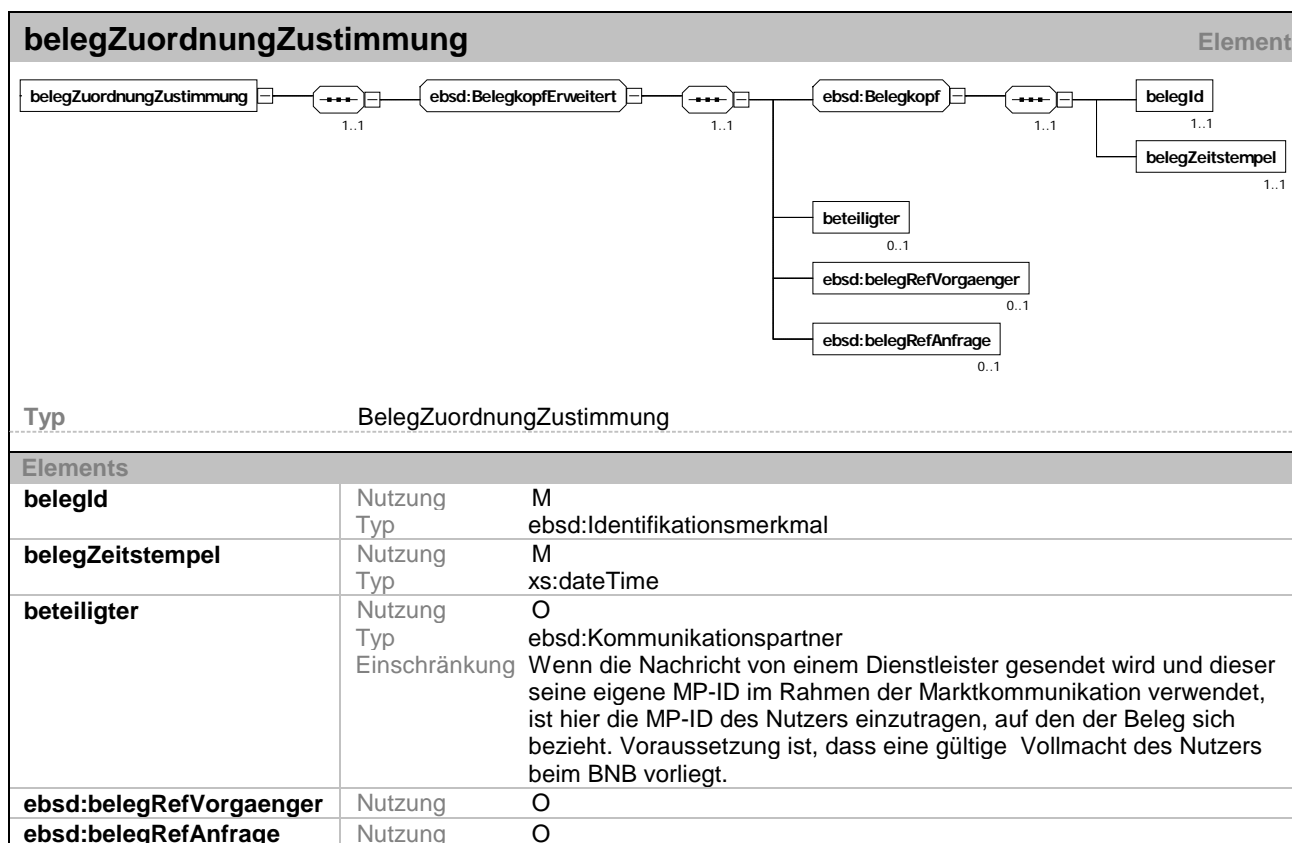 belegZuordnungZustimmung Element
belegZuordnungZustimmung
1..1
ebsd:BelegkopfErweitert
1..1
ebsd:Belegkopf
1..1
belegId
1..1
belegZeitstempel
1..1
beteiligter
0..1
ebsd:belegRefVorgaenger
0..1
ebsd:belegRefAnfrage
0..1
Typ BelegZuordnungZustimmung
Elements
belegId Nutzung M
Typ ebsd:Identifikationsmerkmal
belegZeitstempel Nutzung M
Typ xs:dateTime
beteiligter Nutzung O
Typ ebsd:Kommunikationspartner
Einschränkung Wenn die Nachricht von einem Dienstleister gesendet wird und dieser
seine eigene MP-ID im Rahmen der Marktkommunikation verwendet,
ist hier die MP-ID des Nutzers einzutragen, auf den der Beleg sich
bezieht. Voraussetzung ist, dass eine gültige Vollmacht des Nutzers
beim BNB vorliegt.
ebsd:belegRefVorgaenger Nutzung O
ebsd:belegRefAnfrage Nutzung O